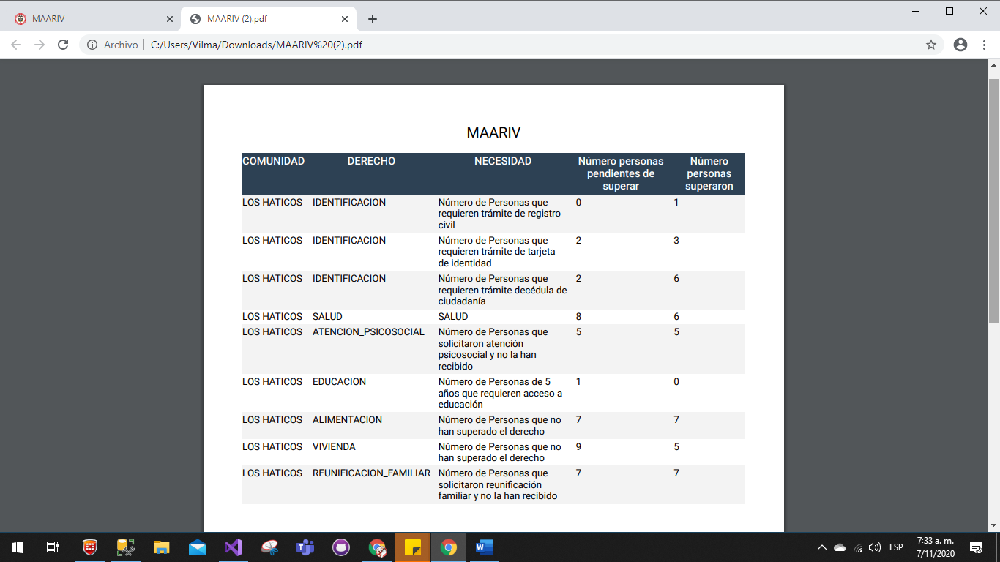 MAARIV
MAARIV (2).pdf
Archivo
C:/Users/Vilma/Downloads/MAARIV%20(2).pdf
MAARIV
COMUNIDAD DERECHO NECESIDAD Número personas pendientes de superar Número personas superaron
LOS HATICOS IDENTIFICACION Número de Personas que 0 1
requieren trámite de registro
civil
LOS HATICOS IDENTIFICACION Número de Personas que 2 3
requieren trámite de tarjeta
de identidad
LOS HATICOS IDENTIFICACION Número de Personas que 2 6
requieren trámite decédula de
ciudadanía
LOS HATICOS SALUD SALUD 8 6
LOS HATICOS ATENCION_PSICOSOCIAL Número de Personas que 5 5
solicitaron atención
psicosocial y no la han
recibido
LOS HATICOS EDUCACION Número de Personas de 5 1 0
años que requieren acceso a
educación
LOS HATICOS ALIMENTACION Número de Personas que no 7 7
han superado el derecho
LOS HATICOS VIVIENDA Número de Personas que no 9 5
han superado el derecho
LOS HATICOS REUNIFICACION_FAMILIAR Número de Personas que 7 7
solicitaron reunificación
familiar y no la han recibido
ESP
7:33 a. m.
7/11/2020